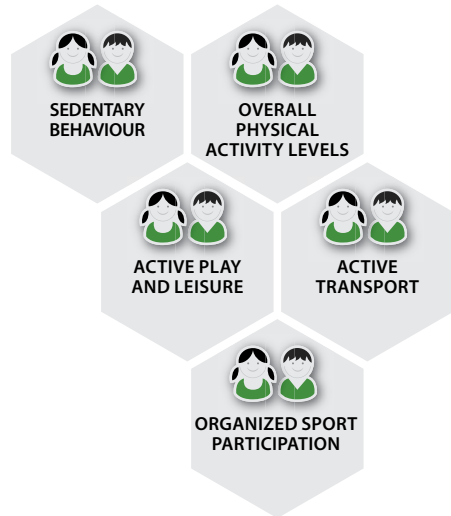 SEDENTARY
BEHAVIOUR
OVERALL
PHYSICAL
ACTIVITY LEVELS
ACTIVE PLAY
AND LEISURE
ACTIVE
TRANSPORT
ORGANIZED SPORT
PARTICIPATION